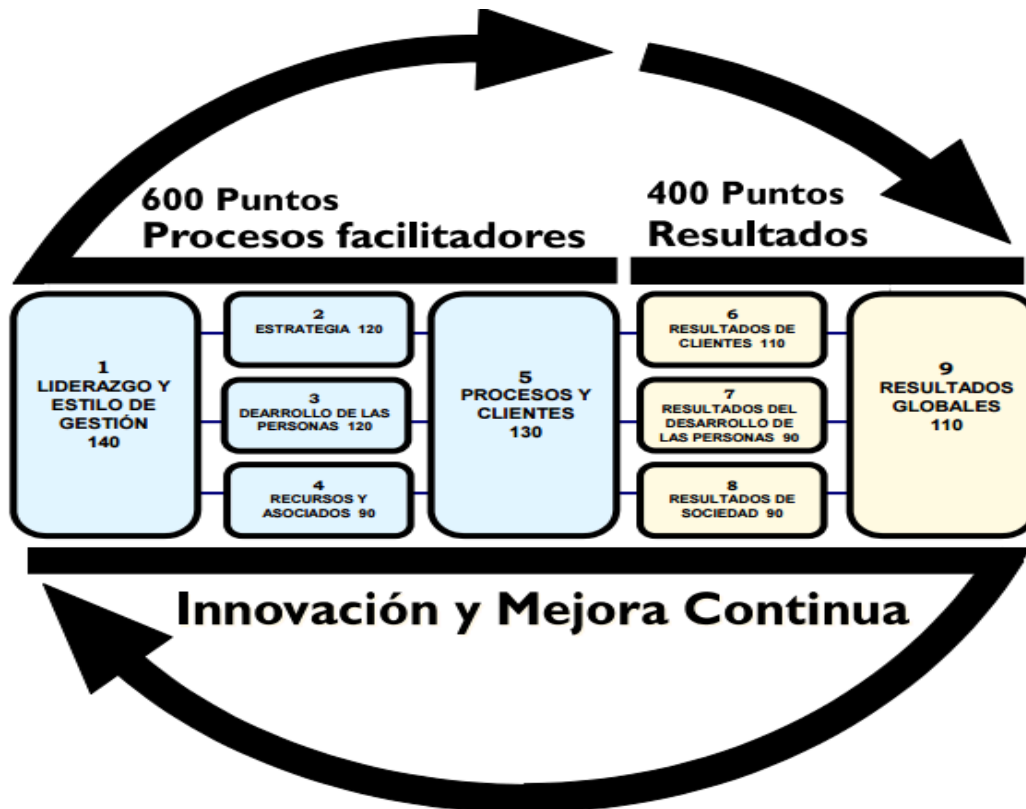 600 Puntos
Procesos facilitadores
400 Puntos
Resultados
1
LIDERAZGO Y
ESTILO DE
GESTIÓN
140
2
ESTRATEGIA 120
3
DEARROLLO DE LAS
PERSONAS 120
4
RECURSOS Y
ASOCIADOS 90
5
PROCESOS Y
CLIENTES
130
6
RESULTADOS DE
CLIENTES 110
7
RESULTADOS DEL
DESARROLLO DE
LAS PERSONAS 90
8
RESULTADOS DE
SOCIEDAD 90
9
RESULTADOS
GLOBALES
110
Innovación y Mejora Continua